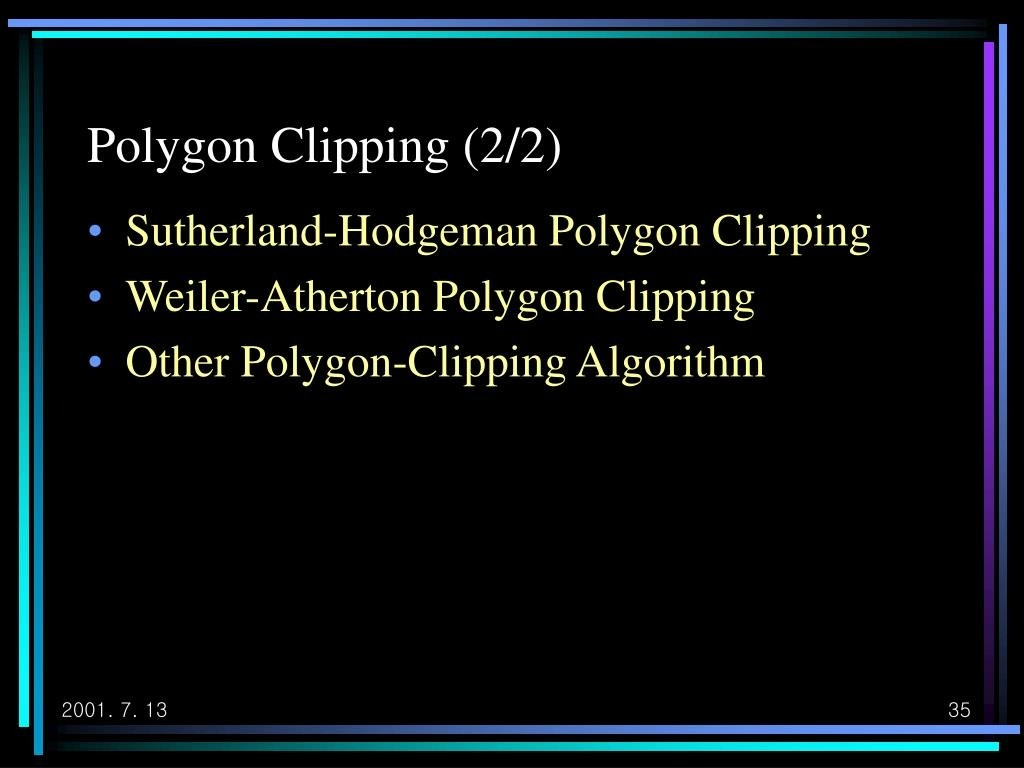 Polygon Clipping (2/2)
• Sutherland-Hodgeman Polygon Clipping
• Weiler-Atherton Polygon Clipping
• Other Polygon-Clipping Algorithm
2001. 7. 13
35